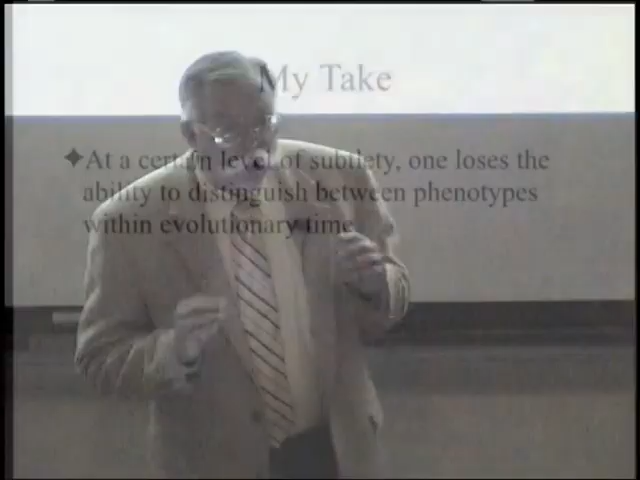 My Take
✦At a certain level of subtlety, one loses the
ability to distinguish between phenotypes
within evolutionary time